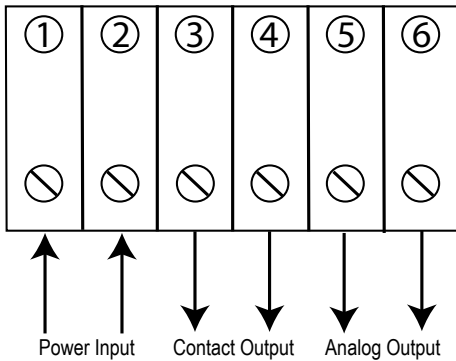 ① ② ③ ④ ⑤ ⑥
Power Input Contact Output Analog Output